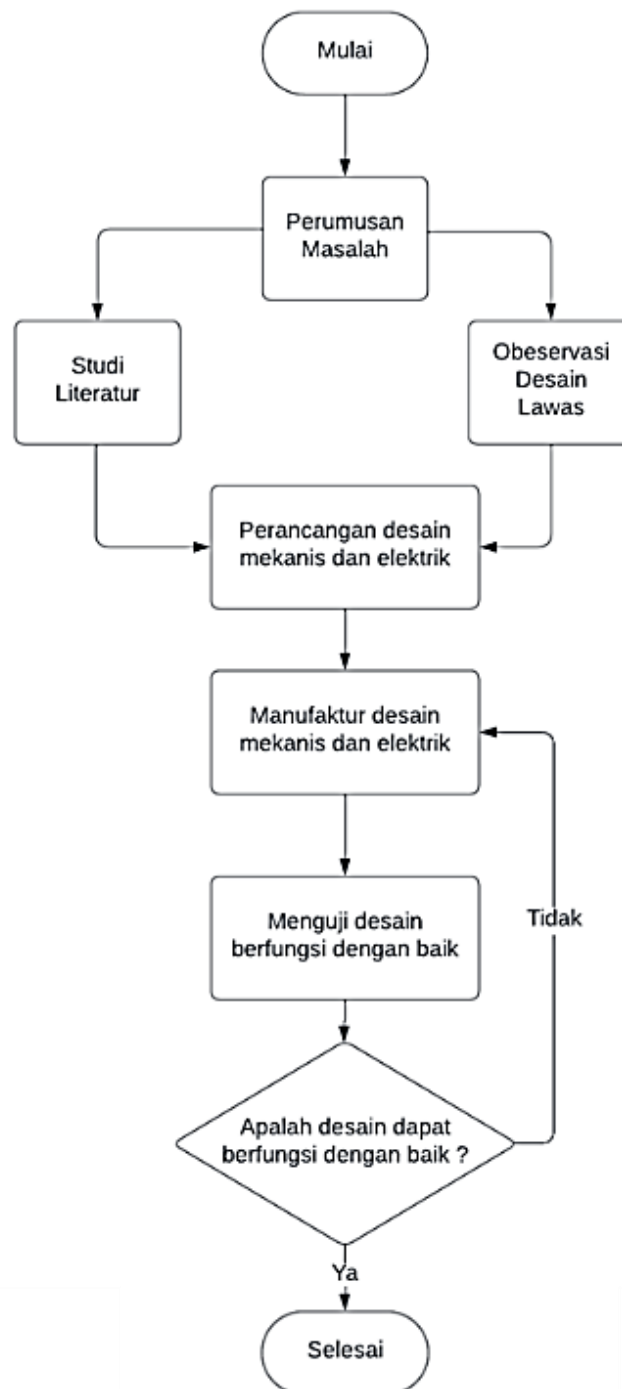 Mulai
Perumusan
Masalah
Studi
Literatur
Obeservasi
Desain
Lawas
Perancangan desain
mekanis dan elektrik
Manufaktur desain
mekanis dan elektrik
Menguji desain
berfungsi dengan baik
Tidak
Apalah desain dapat
berfungsi dengan baik ?
Ya
Selesai